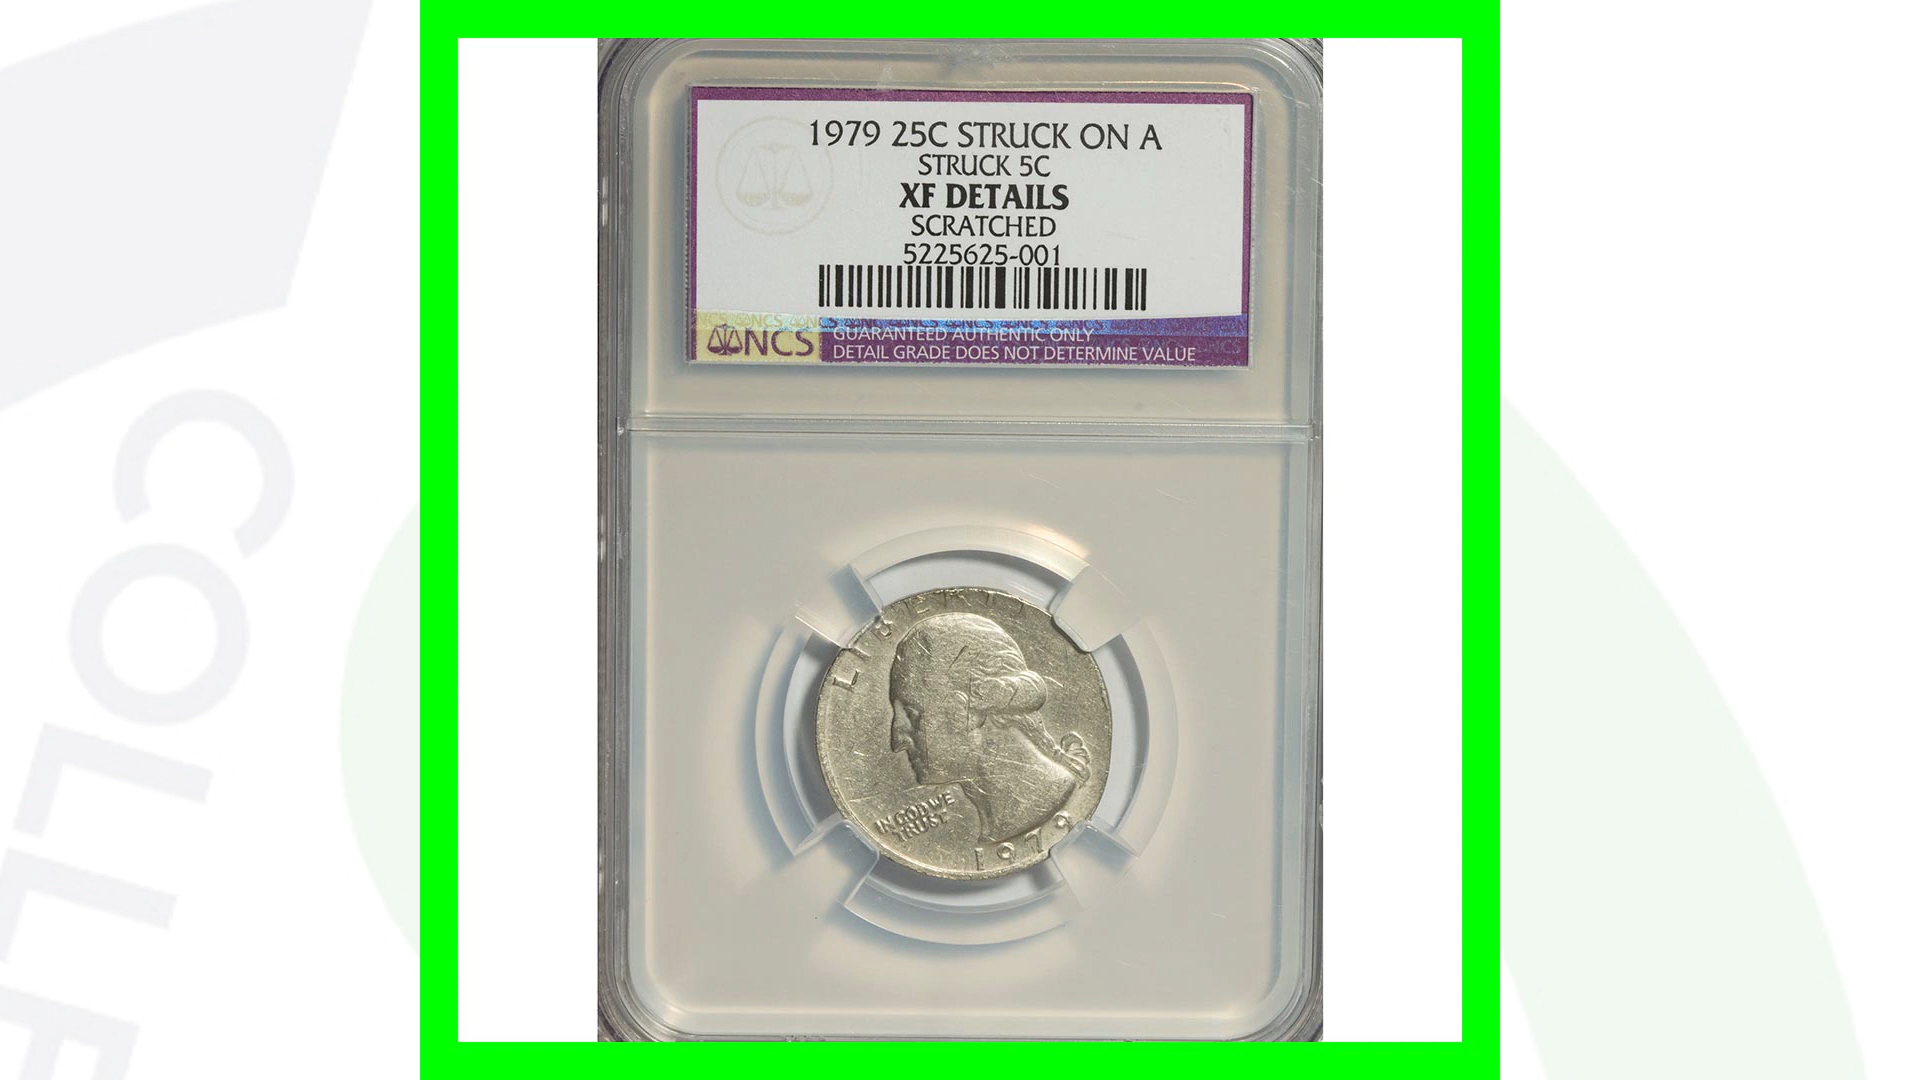 1979 25C STRUCK ON A
STRUCK 5C
XF DETAILS
SCRATCHED
5225625-001
NCS
GUARANTEED AUTHENTIC ONLY
DETAIL GRADE DOES NOT DETERMINE VALUE
LIBERTY
IN GOD WE
TRUST
1979
COLLE